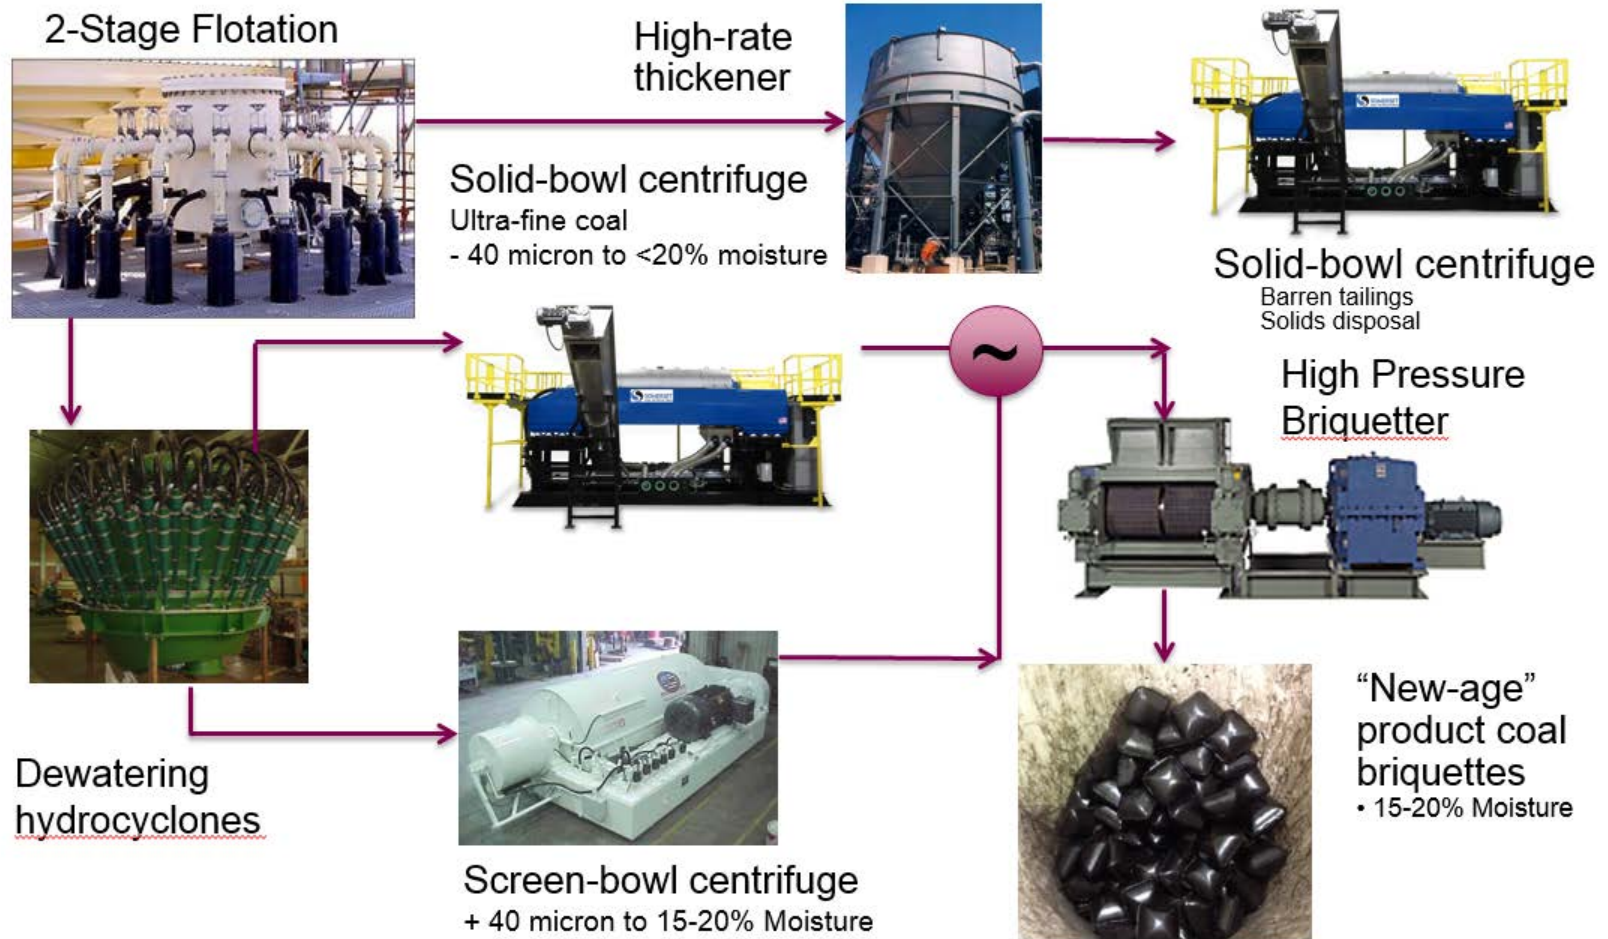 2-Stage Flotation
High-rate
thickener
Solid-bowl centrifuge
Ultra-fine coal
- 40 micron to <20% moisture
SOMERSET
Solid-bowl centrifuge
Barren tailings
Solids disposal
~
SOMERSET
High Pressure
Briquetter
Dewatering
hydrocyclones
Screen-bowl centrifuge
+ 40 micron to 15-20% Moisture
“New-age”
product coal
briquettes
• 15-20% Moisture